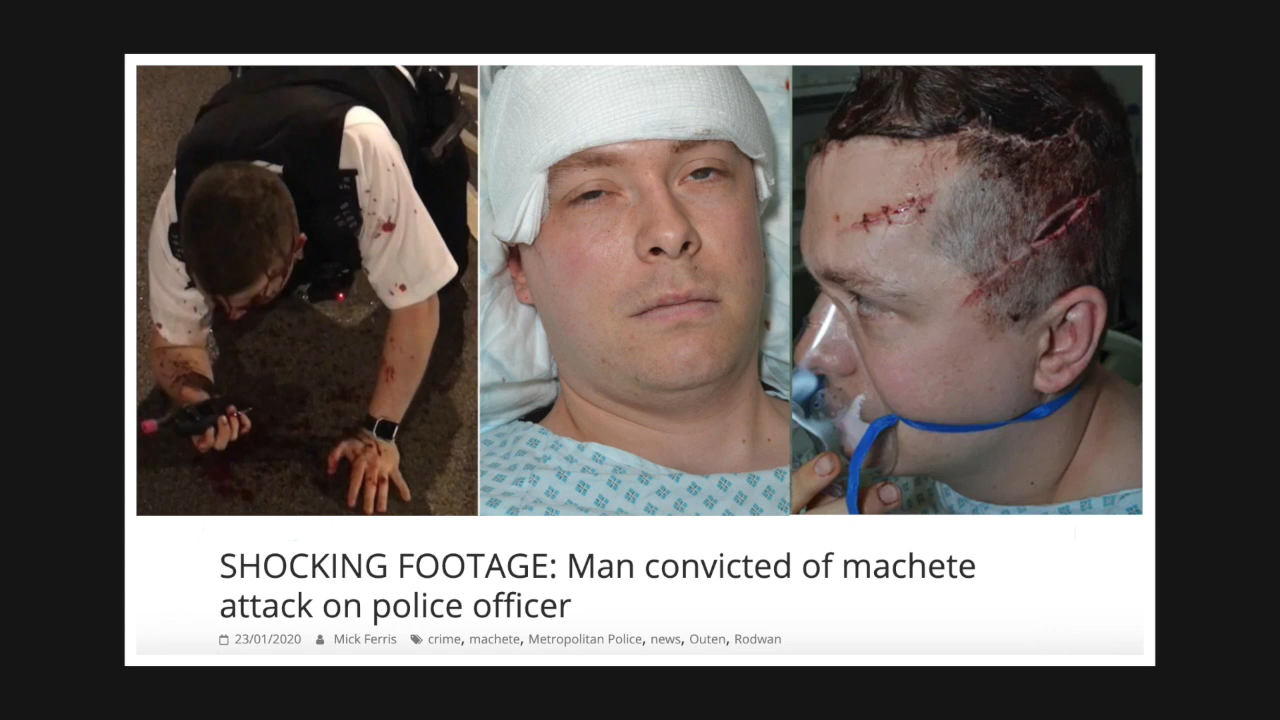 SHOCKING FOOTAGE: Man convicted of machete
attack on police officer
23/01/2020 Mick Ferris crime, machete, Metropolitan Police, news, Outen, Rodwan